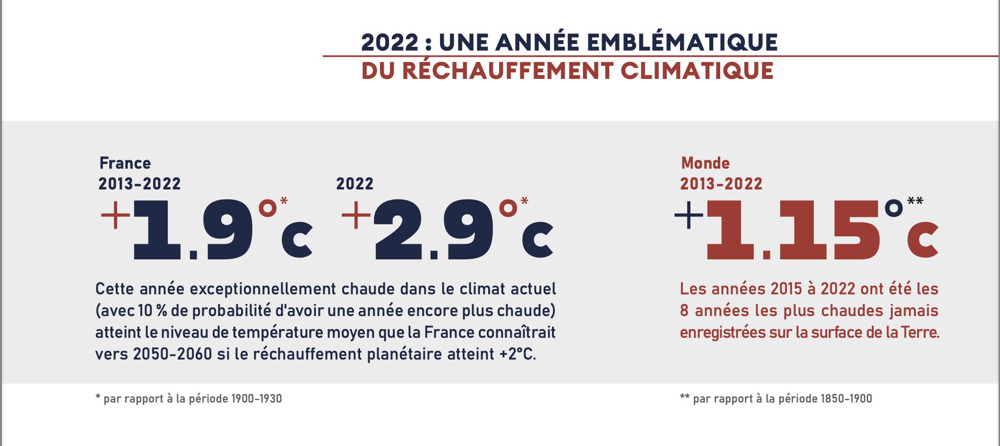 2022 : UNE ANNÉE EMBLÉMATIQUE
DU RÉCHAUFFEMENT CLIMATIQUE
France
2013-2022
+1.9°*c
2022
+2.9°*c
Cette année exceptionnellement chaude dans le climat actuel
(avec 10 % de probabilité d'avoir une année encore plus chaude)
atteint le niveau de température moyen que la France connaîtrait
vers 2050-2060 si le réchauffement planétaire atteint +2°C.
* par rapport à la période 1900-1930
Monde
2013-2022
+1.15°**c
Les années 2015 à 2022 ont été les
8 années les plus chaudes jamais
enregistrées sur la surface de la Terre.
** par rapport à la période 1850-1900